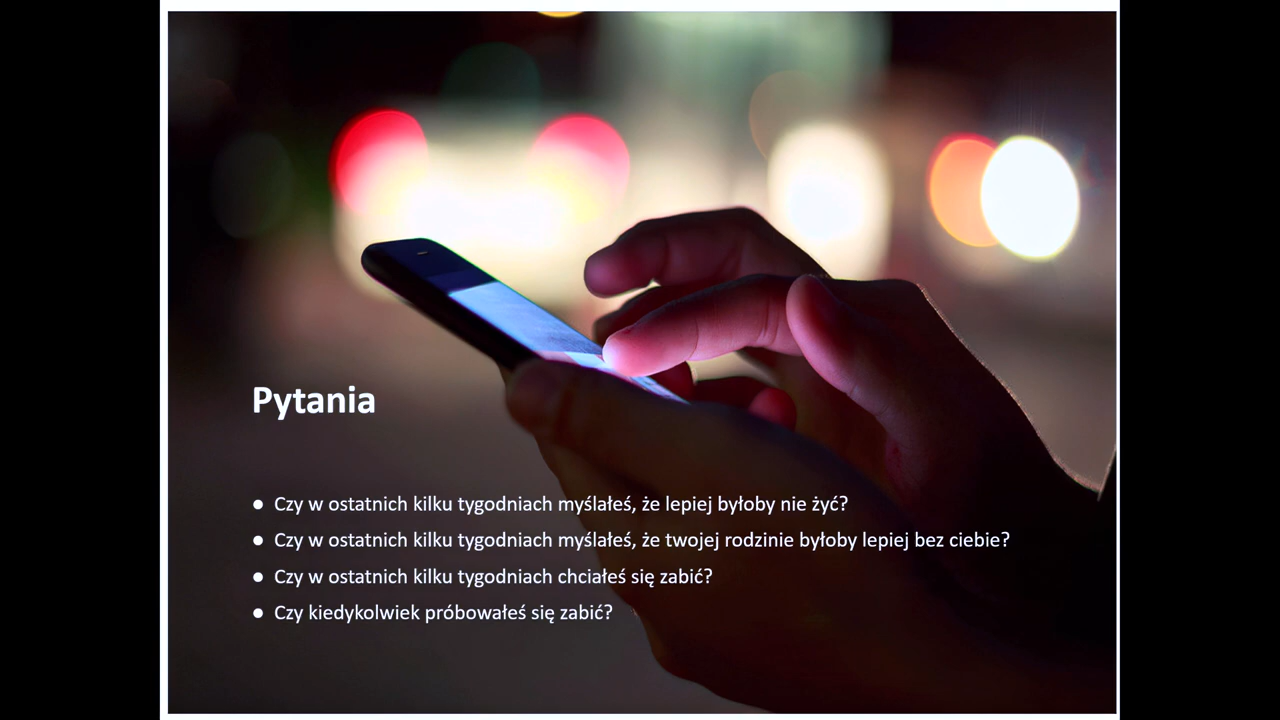 Pytania
● Czy w ostatnich kilku tygodniach myślałeś, że lepiej byłoby nie żyć?
● Czy w ostatnich kilku tygodniach myślałeś, że twojej rodzinie byłoby lepiej bez ciebie?
● Czy w ostatnich kilku tygodniach chciałeś się zabić?
● Czy kiedykolwiek próbowałeś się zabić?